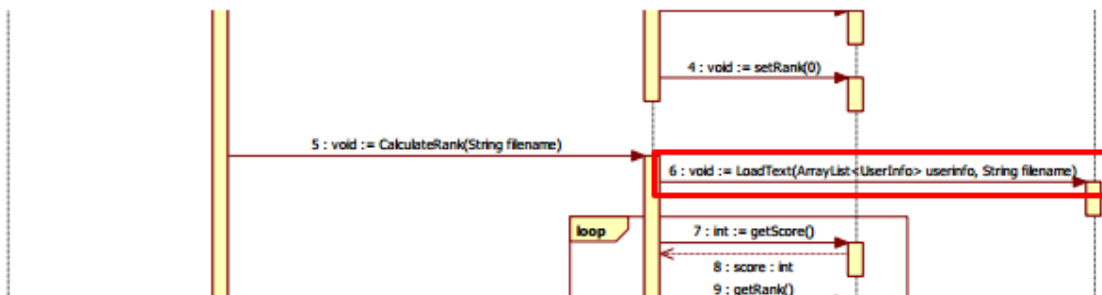 4 : void := setRank(0)
5 : void := CalculateRank(String filename)
6 : void := LoadText(ArrayList<UserInfo> userinfo, String filename)
loop
7 : int := getScore()
8 : score : int
9 : getRank()